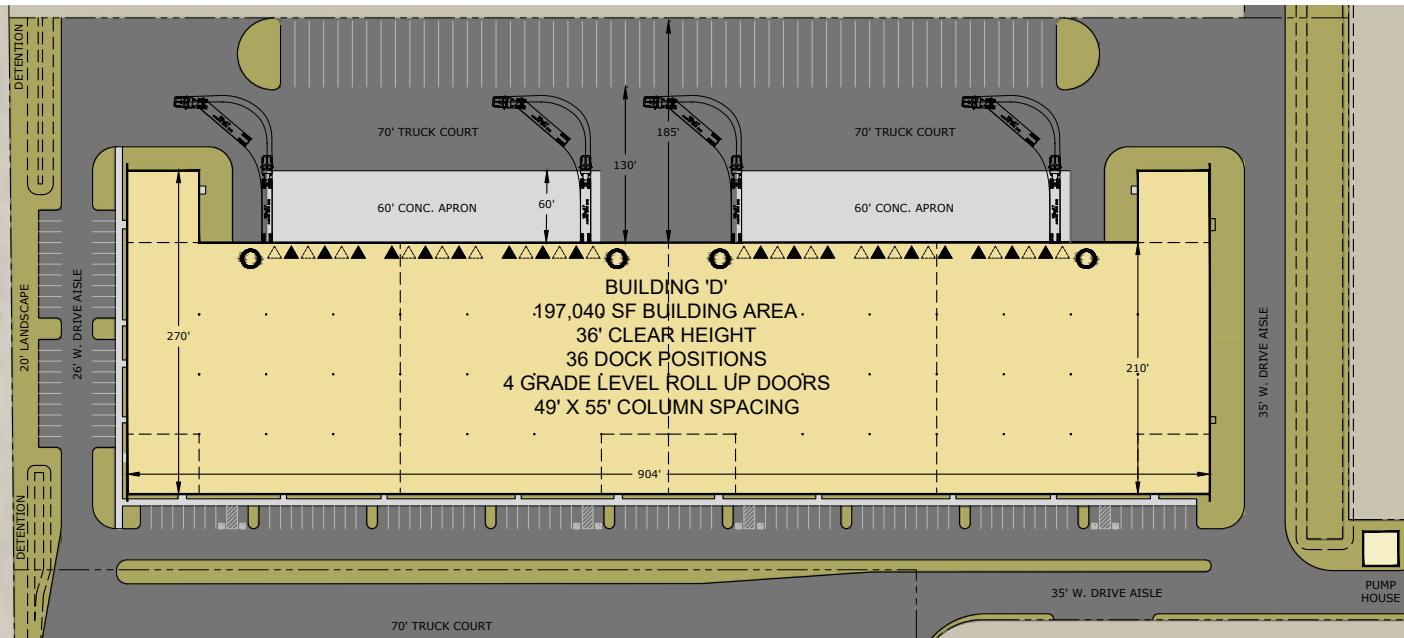 DETENTION
70' TRUCK COURT
185'
70' TRUCK COURT
130'
60' CONC. APRON
60'
60' CONC. APRON
BUILDING 'D'
197,040 SF BUILDING AREA
36' CLEAR HEIGHT
36 DOCK POSITIONS
4 GRADE LEVEL ROLL UP DOORS
49' X 55' COLUMN SPACING
20' LANDSCAPE
26' W. DRIVE AISLE
270'
210'
35' W. DRIVE AISLE
904'
DETENTION
35' W. DRIVE AISLE
PUMP
HOUSE
70' TRUCK COURT